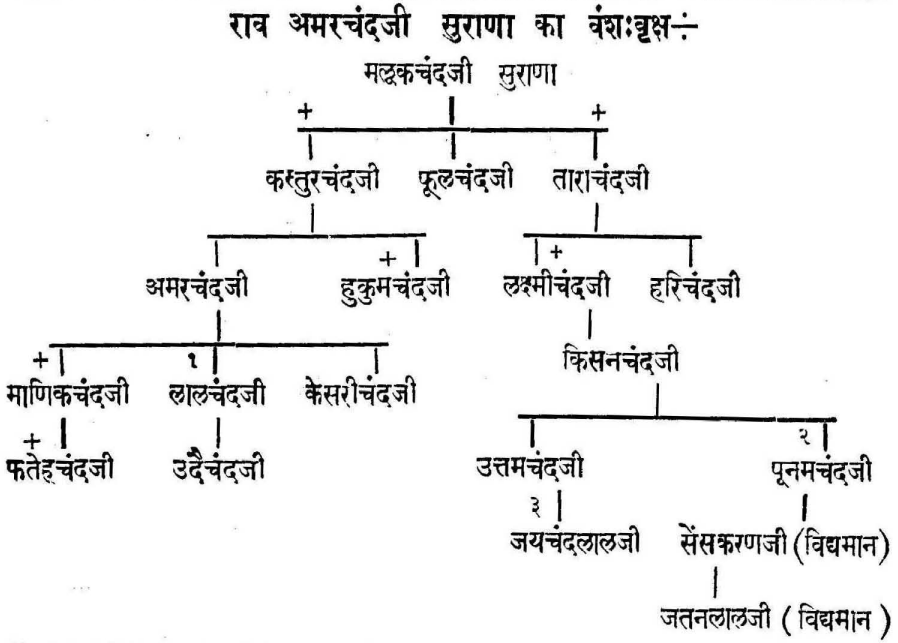 राव अमरचंदजी सुराणा का वंशःवृक्ष÷
मलूकचंदजी सुराणा
+ +
कस्तुरचंदजी फूलचंदजी ताराचंदजी
+ +
अमरचंदजी हुकुमचंदजी लक्ष्मीचंदजी हरिचंदजी
किसनचंदजी
+ १
माणिकचंदजी लालचंदजी केसरीचंदजी
+ २
फतेहचंदजी उदैचंदजी उत्तमचंदजी पूनमचंदजी
३
जयचंदलालजी सेंसकरणजी (विद्यमान)
जतनलालजी ( विद्यमान )